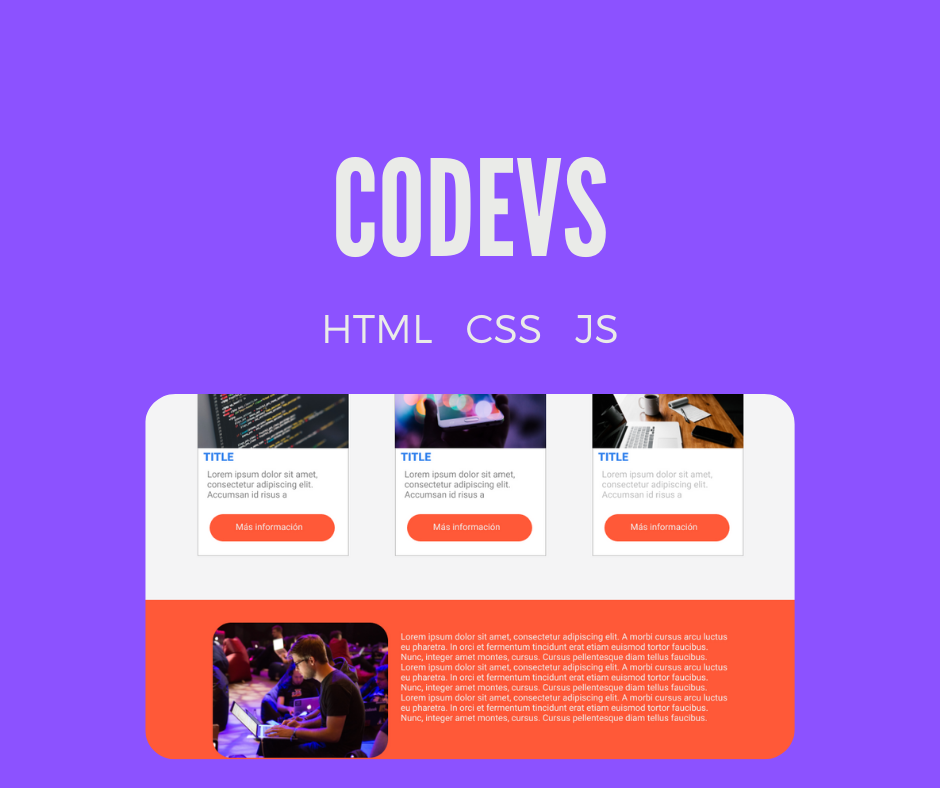 CODEVS
HTML CSS JS
TITLE
Lorem ipsum dolor sit amet,
consectetur adipiscing elit.
Accumsan id risus a
Más información
TITLE
Lorem ipsum dolor sit amet,
consectetur adipiscing elit.
Accumsan id risus a
Más información
TITLE
Lorem ipsum dolor sit amet,
consectetur adipiscing elit.
Accumsan id risus a
Más información
Lorem ipsum dolor sit amet, consectetur adipiscing elit. A morbi cursus arcu luctus
eu pharetra. In orci et fermentum tincidunt erat etiam euismod tortor faucibus.
Nunc, integer amet montes, cursus. Cursus pellentesque diam tellus faucibus.
Lorem ipsum dolor sit amet, consectetur adipiscing elit. A morbi cursus arcu luctus
eu pharetra. In orci et fermentum tincidunt erat etiam euismod tortor faucibus.
Nunc, integer amet montes, cursus. Cursus pellentesque diam tellus faucibus.
Lorem ipsum dolor sit amet, consectetur adipiscing elit. A morbi cursus arcu luctus
eu pharetra. In orci et fermentum tincidunt erat etiam euismod tortor faucibus.
Nunc, integer amet montes, cursus. Cursus pellentesque diam tellus faucibus.